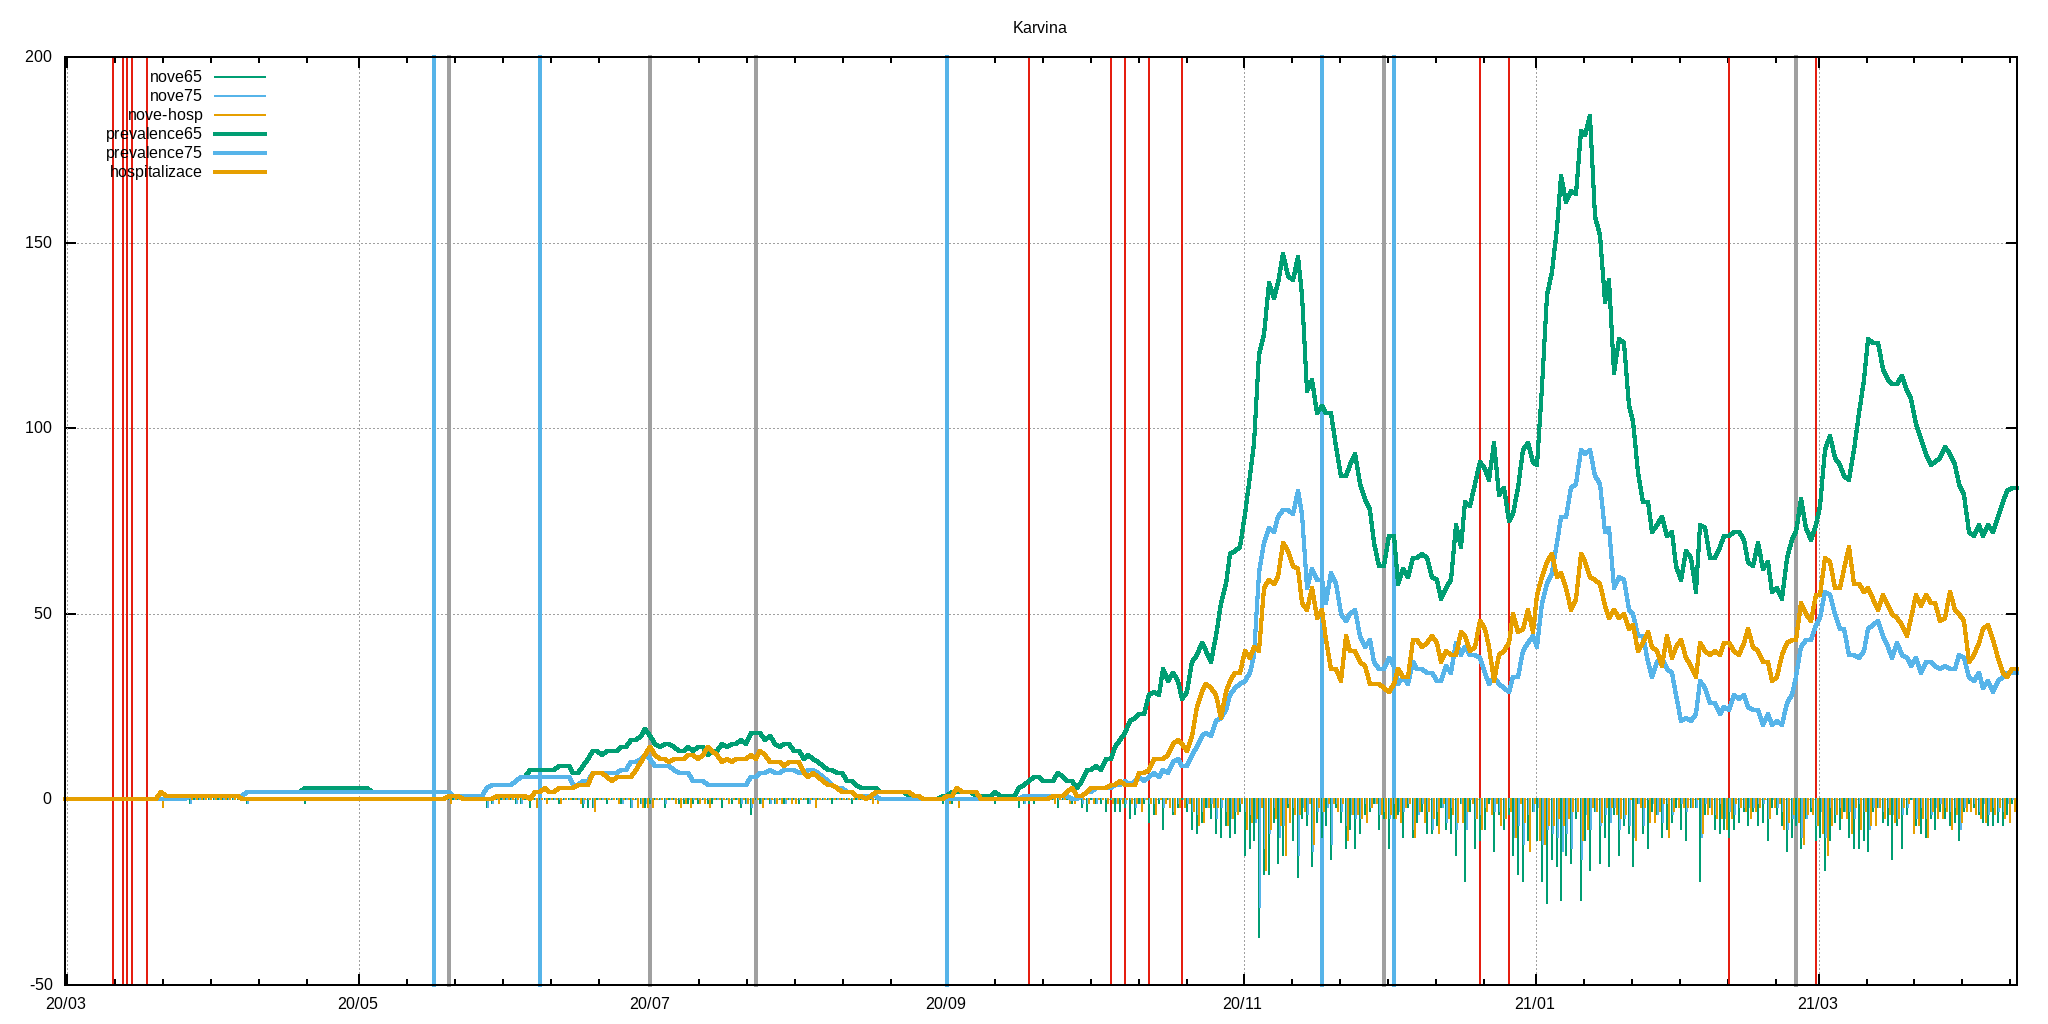 Karvina
200
150
100
50
0
-50
nove65
nove75
nove-hosp
prevalence65
prevalence75
hospitalizace
20/03 20/05 20/07 20/09 20/11 21/01 21/03